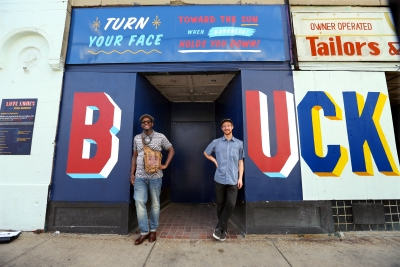 TURN
YOUR FACE
TOWARD THE SUN
WHEN
HOLDS YOU DOWN!
OWNER OPERATED
Tailors &
B UCK